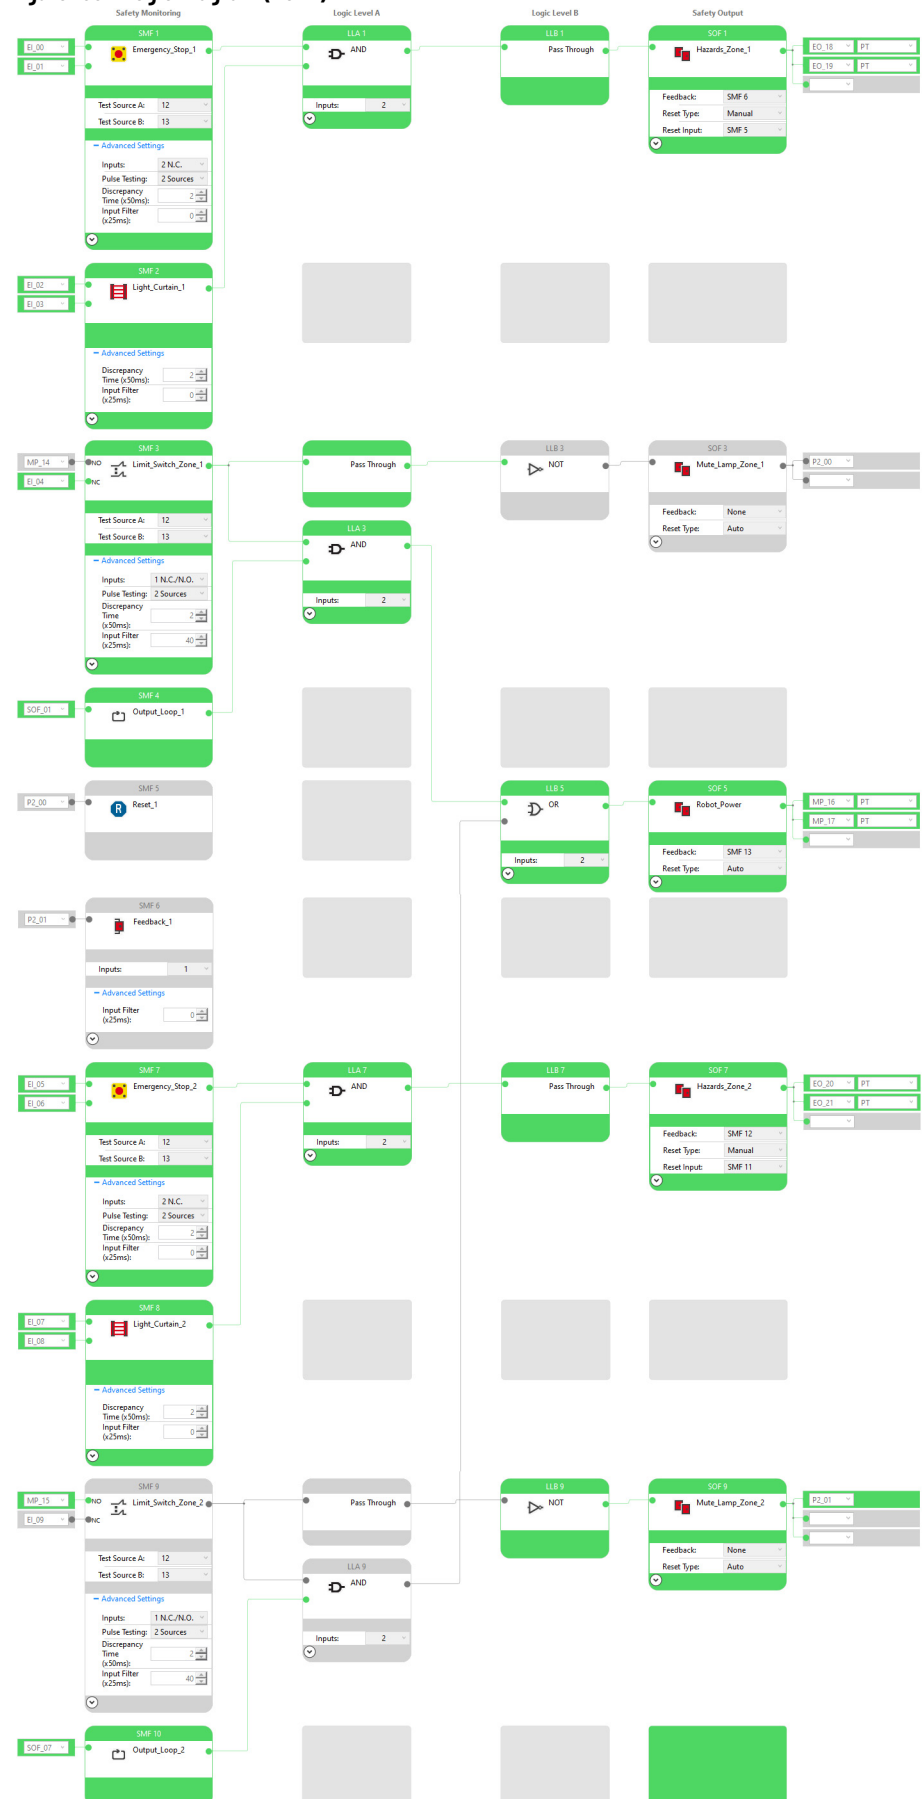 Safety Monitoring Logic Level A Logic Level B Safety Output
SMF 1 LLA 1 LLB 1 SOF 1
EI_00 Emergency_Stop_1 AND Pass Through Hazards_Zone_1 EO_18 PT
EI_01 EO_19 PT
Test Source A: 12 Inputs: 2 Feedback: SMF 6
Test Source B: 13 Reset Type: Manual
Reset Input: SMF 5
Advanced Settings
Inputs: 2 N.C.
Pulse Testing: 2 Sources
Discrepancy
Time (x50ms): 2
Input Filter
(x25ms): 0
SMF 2
EI_02 Light_Curtain_1
EI_03
Advanced Settings
Discrepancy
Time (x50ms): 2
Input Filter
(x25ms): 0
SMF 3 LLB 3 SOF 3
MP_14 NO Limit_Switch_Zone_1 Pass Through NOT Mute_Lamp_Zone_1 P2_00
EI_04 NC
Test Source A: 12 Feedback: None
Test Source B: 13 Reset Type: Auto
LLA 3
AND
Inputs: 2
Advanced Settings
Inputs: 1 N.C./N.O.
Pulse Testing: 2 Sources
Discrepancy
Time
(x50ms): 2
Input Filter
(x25ms): 40
SMF 4
SOF_01 Output_Loop_1
SMF 5 LLB 5 SOF 5
P2_00 Reset_1 OR Robot_Power MP_16 PT
MP_17 PT
Inputs: 2 Feedback: SMF 13
Reset Type: Auto
SMF 6
P2_01 Feedback_1
Inputs: 1
Advanced Settings
Input Filter
(x25ms): 0
SMF 7 LLA 7 LLB 7 SOF 7
EI_05 Emergency_Stop_2 AND Pass Through Hazards_Zone_2 EO_20 PT
EI_06 EO_21 PT
Test Source A: 12 Inputs: 2 Feedback: SMF 12
Test Source B: 13 Reset Type: Manual
Reset Input: SMF 11
Advanced Settings
Inputs: 2 N.C.
Pulse Testing: 2 Sources
Discrepancy
Time (x50ms): 2
Input Filter
(x25ms): 0
SMF 8
EI_07 Light_Curtain_2
EI_08
Advanced Settings
Discrepancy
Time (x50ms): 2
Input Filter
(x25ms): 0
SMF 9 LLB 9 SOF 9
MP_15 NO Limit_Switch_Zone_2 Pass Through NOT Mute_Lamp_Zone_2 P2_01
EI_09 NC
Test Source A: 12 Feedback: None
Test Source B: 13 Reset Type: Auto
LLA 9
AND
Inputs: 2
Advanced Settings
Inputs: 1 N.C./N.O.
Pulse Testing: 2 Sources
Discrepancy
Time
(x50ms): 2
Input Filter
(x25ms): 40
SMF 10
SOF_07 Output_Loop_2